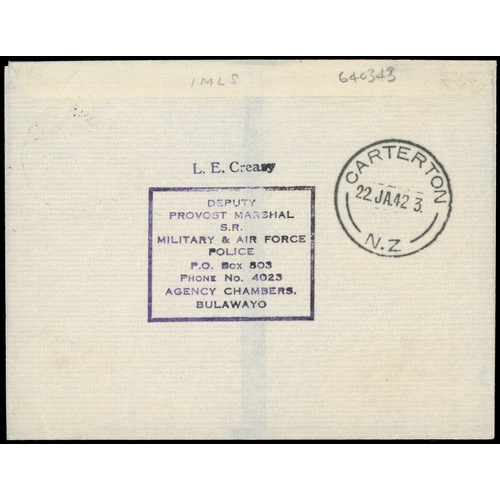 IMLS
640343
L. E. Creasy
DEPUTY
PROVOST MARSHAL
S.R.
MILITARY & AIR FORCE
POLICE
P.O. BOX 803
PHONE NO. 4023
AGENCY CHAMBERS.
BULAWAYO
CARTERTON
22 JA.42 3.
N.Z